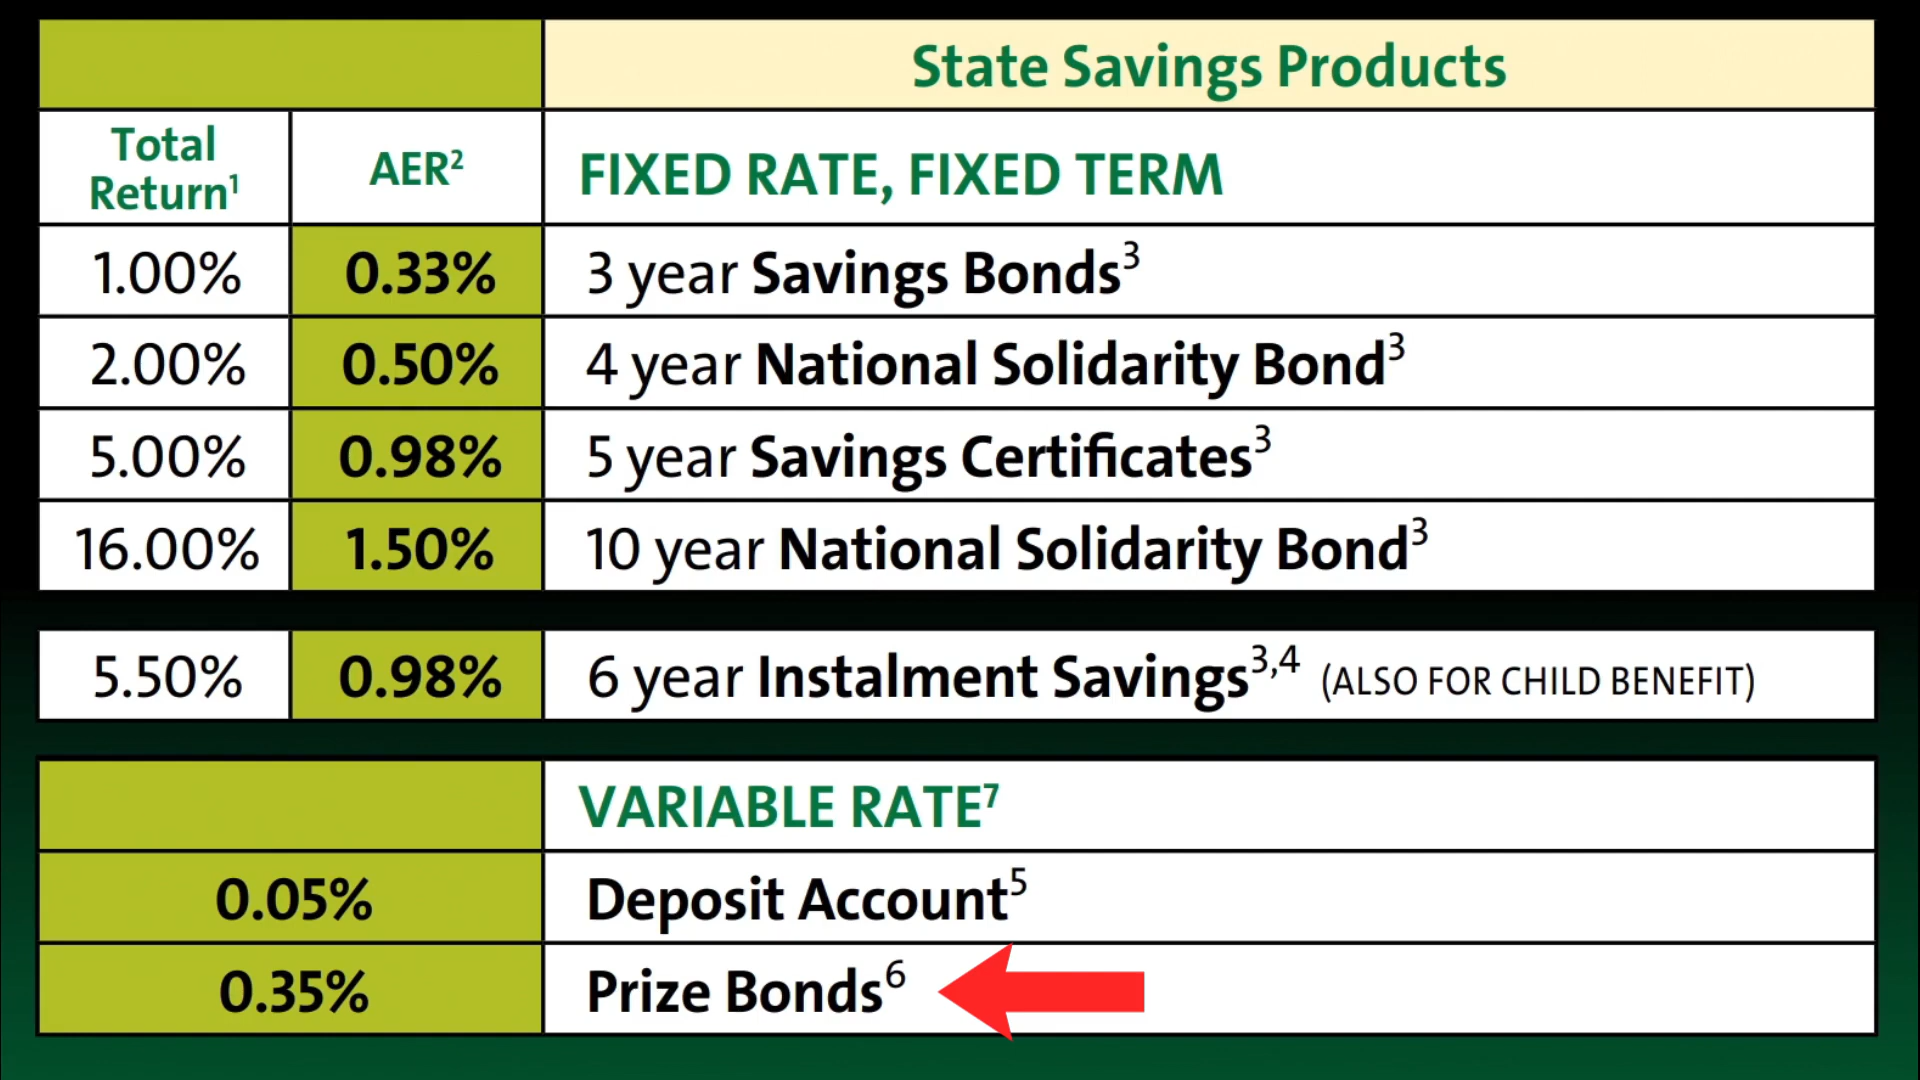 State Savings Products
Total Return¹ AER² FIXED RATE, FIXED TERM
1.00% 0.33% 3 year Savings Bonds³
2.00% 0.50% 4 year National Solidarity Bond³
5.00% 0.98% 5 year Savings Certificates³
16.00% 1.50% 10 year National Solidarity Bond³
5.50% 0.98% 6 year Instalment Savings³,⁴ (ALSO FOR CHILD BENEFIT)
VARIABLE RATE⁷
0.05% Deposit Account⁵
0.35% Prize Bonds⁶